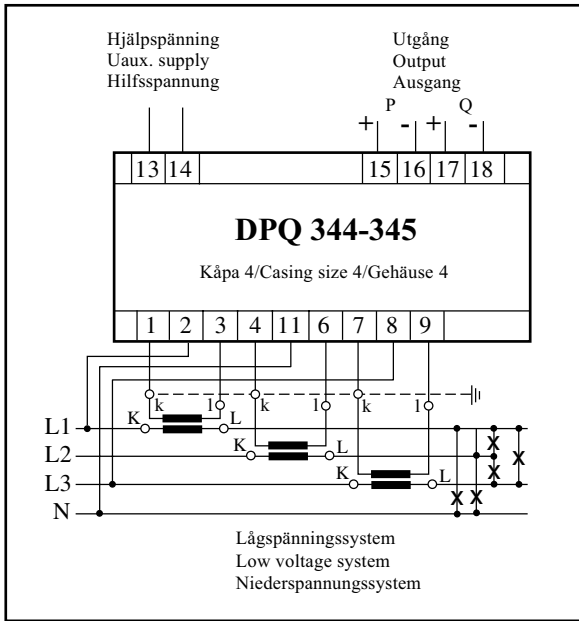 Hjälpspänning
Uaux. supply
Hilfsspannung
Utgång
Output
Ausgang
P Q
+ - + -
13 14 15 16 17 18
DPQ 344-345
Kåpa 4/Casing size 4/Gehäuse 4
1 2 3 4 11 6 7 8 9
k l k l k l
L1 K L
L2 K L
L3 K L
N
X X X X X
Lågspänningssystem
Low voltage system
Niederspannungssystem